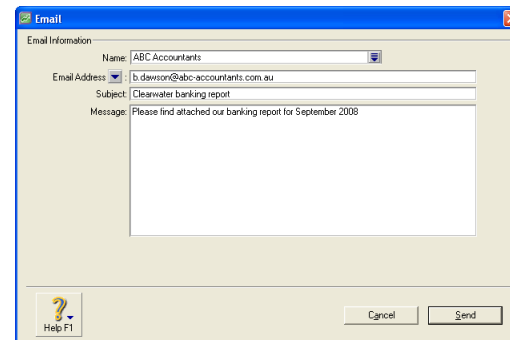 Email
Email Information
Name: ABC Accountants
Email Address : b.dawson@abc-accountants.com.au
Subject: Clearwater banking report
Message: Please find attached our banking report for September 2008
Help F1
Cancel
Send